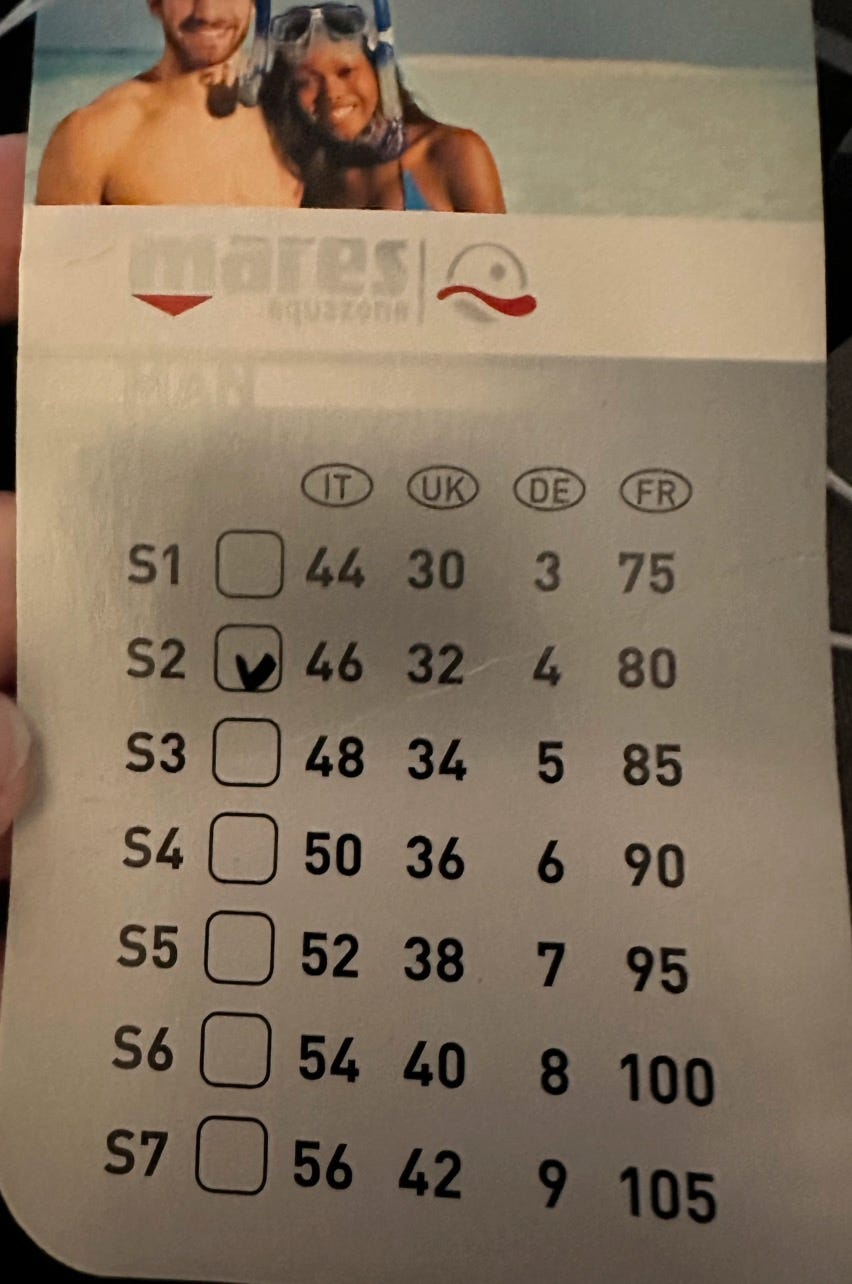 mares
aquazone
MAN
IT UK DE FR
S1 44 30 3 75
S2 46 32 4 80
S3 48 34 5 85
S4 50 36 6 90
S5 52 38 7 95
S6 54 40 8 100
S7 56 42 9 105